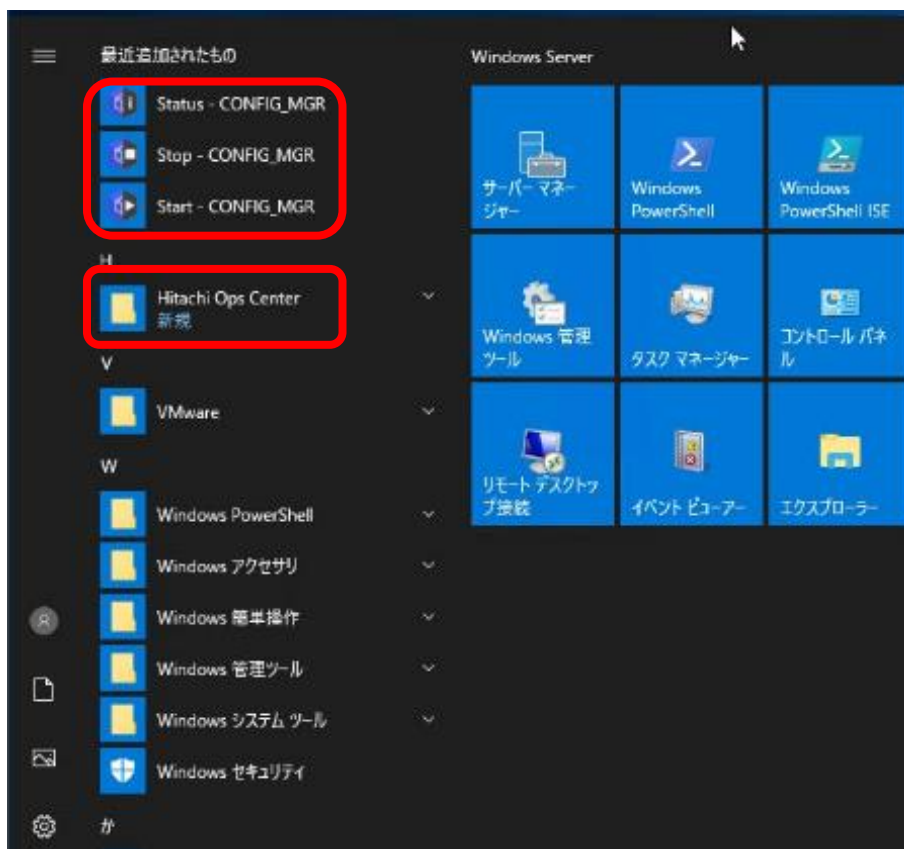 最近追加されたもの
Status - CONFIG_MGR
Stop - CONFIG_MGR
Start - CONFIG_MGR
H
Hitachi Ops Center
新規
V
VMware
W
Windows PowerShell
Windows アクセサリ
Windows 簡単操作
Windows 管理ツール
Windows システム ツール
Windows セキュリティ
か
Windows Server
サーバー マネー
ジャー
Windows
PowerShell
Windows
PowerShell ISE
Windows 管理
ツール
タスク マネージャー
コントロール パネ
ル
リモート デスクトッ
プ接続
イベント ビューアー
エクスプローラー